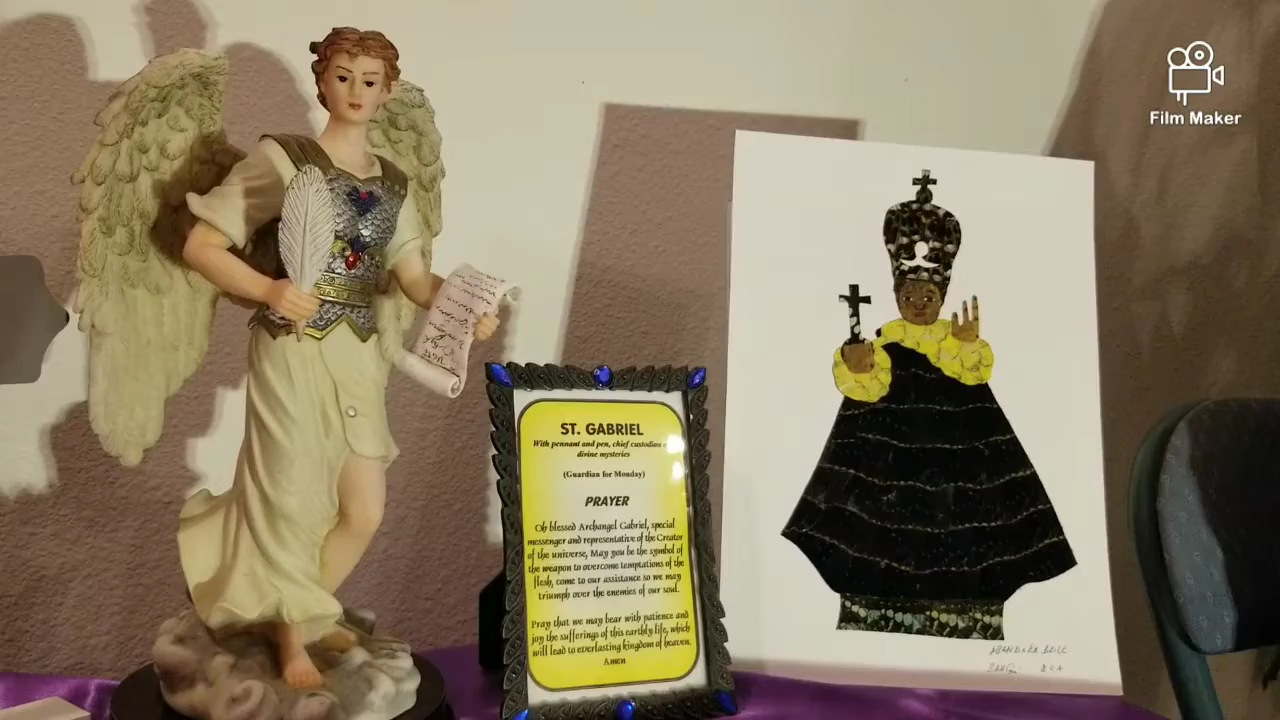 Film Maker
ST. GABRIEL
With pennant and pen, chief custodian
divine mysteries
(Guardian for Monday)
PRAYER
Oh blessed Archangel Gabriel, special
messenger and representative of the Creator
of the universe, May you be the symbol of
the weapon to overcome temptations of the
flesh, come to our assistance so we may
triumph over the enemies of our soul.
Pray that we may bear with patience and
joy the sufferings of this earthly life, which
will lead to everlasting kingdom of heaven.
Amen